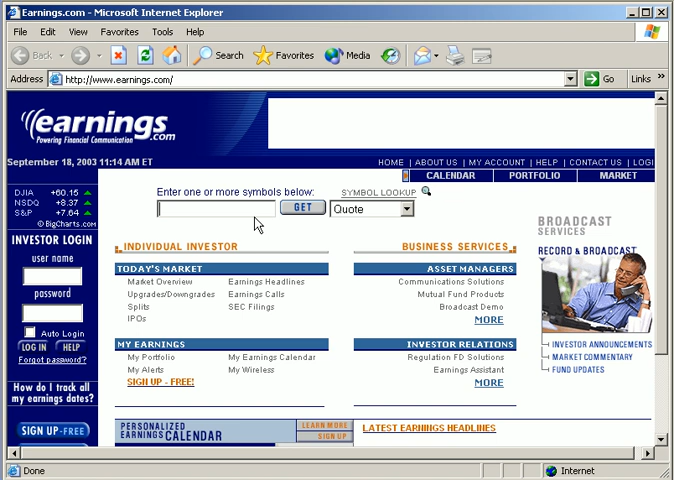 Earnings.com - Microsoft Internet Explorer
File Edit View Favorites Tools Help
Back Search Favorites Media
Address http://www.earnings.com/ Go Links »
earnings.com
Powering Financial Communication
September 18, 2003 11:14 AM ET
HOME | ABOUT US | MY ACCOUNT | HELP | CONTACT US | LOGI
CALENDAR PORTFOLIO MARKET
DJIA +60.15
NSDQ +8.37
S&P +7.64
© BigCharts.com
INVESTOR LOGIN
user name
password
Auto Login
LOG IN HELP
Forgot password?
How do I track all
my earnings dates?
SIGN UP - FREE!
Enter one or more symbols below: SYMBOL LOOKUP
GET Quote
INDIVIDUAL INVESTOR
TODAY'S MARKET
Market Overview Earnings Headlines
Upgrades/Downgrades Earnings Calls
Splits SEC Filings
IPOs
MY EARNINGS
My Portfolio My Earnings Calendar
My Alerts My Wireless
SIGN UP - FREE!
BUSINESS SERVICES
ASSET MANAGERS
Communications Solutions
Mutual Fund Products
Broadcast Demo
MORE
INVESTOR RELATIONS
Regulation FD Solutions
Earnings Assistant
MORE
BROADCAST
SERVICES
RECORD & BROADCAST
INVESTOR ANNOUNCEMENTS
MARKET COMMENTARY
FUND UPDATES
PERSONALIZED
EARNINGS CALENDAR
LEARN MORE
SIGN UP
LATEST EARNINGS HEADLINES
Done Internet